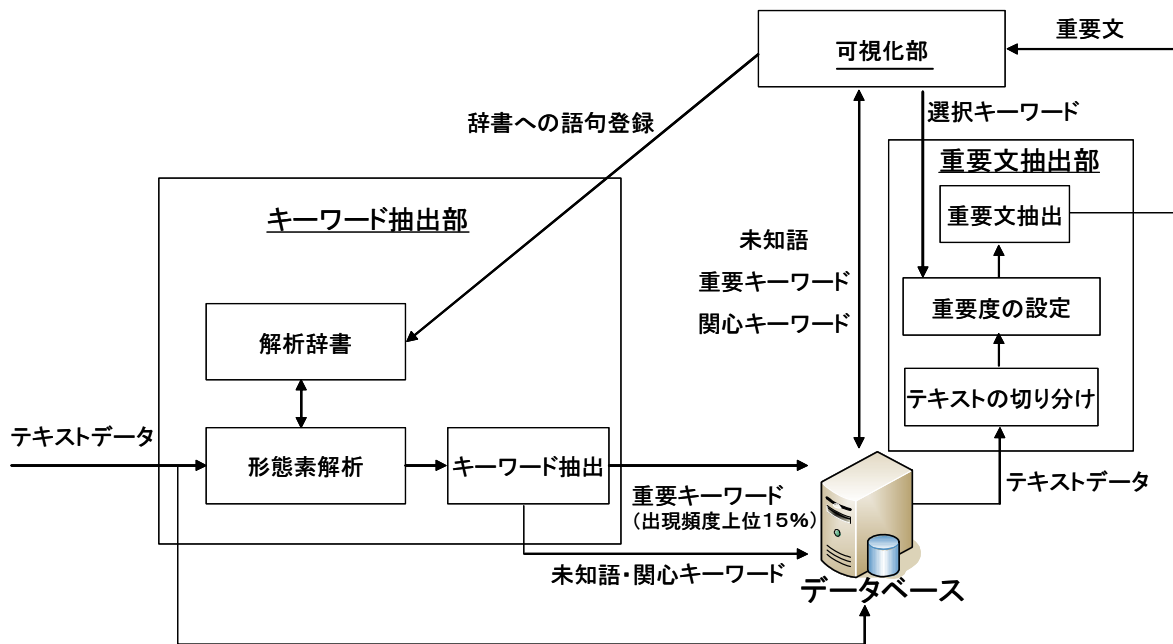 可視化部
重要文
選択キーワード
辞書への語句登録
重要文抽出部
重要文抽出
キーワード抽出部
未知語
重要キーワード
関心キーワード
重要度の設定
解析辞書
テキストの切り分け
テキストデータ
形態素解析
キーワード抽出
重要キーワード
（出現頻度上位15%）
テキストデータ
未知語・関心キーワード
データベース